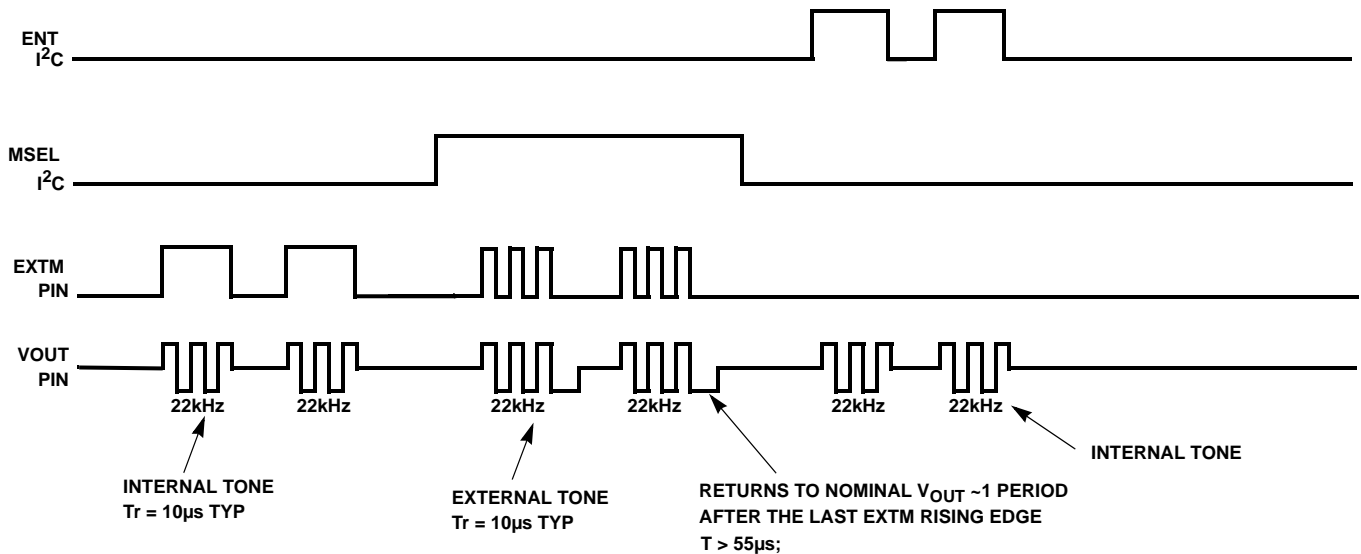 ENT
I²C
MSEL
I²C
EXTM
PIN
VOUT
PIN
22kHz 22kHz 22kHz 22kHz 22kHz 22kHz
INTERNAL TONE
Tr = 10µs TYP
EXTERNAL TONE
Tr = 10µs TYP
RETURNS TO NOMINAL VOUT ~1 PERIOD
AFTER THE LAST EXTM RISING EDGE
T > 55µs;
INTERNAL TONE